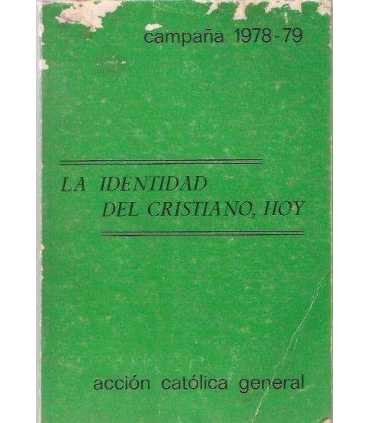 campaña 1978-79
LA IDENTIDAD
DEL CRISTIANO, HOY
acción católica general